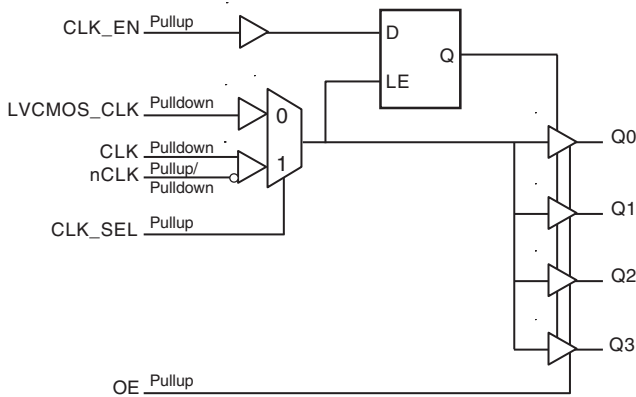 CLK_EN Pullup
D
Q
LE
LVCMOS_CLK Pulldown
0
CLK Pulldown
nCLK Pullup/
Pulldown
1
CLK_SEL Pullup
Q0
Q1
Q2
Q3
OE Pullup